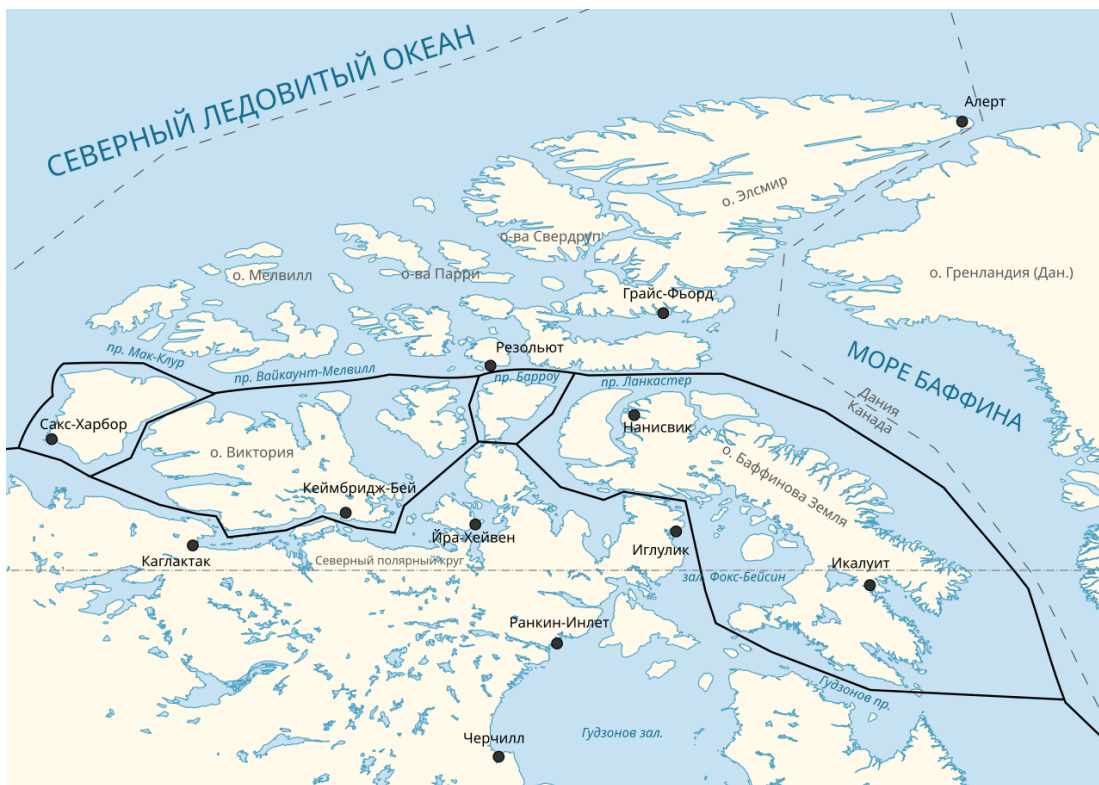 СЕВЕРНЫЙ ЛЕДОВИТЫЙ ОКЕАН
Алерт
о. Элсмир
о-ва Свердруп
о. Мелвилл
о-ва Парри
о. Гренландия (Дан.)
Грайс-Фьорд
Резольют
пр. Мак-Клур
пр. Вайкаунт-Мелвилл
пр. Барроу
пр. Ланкастер
МОРЕ БАФФИНА
Дания
Канада
Сакс-Харбор
Нанисвик
о. Виктория
о. Баффинова Земля
Кеймбридж-Бей
Йра-Хейвен
Иглулик
Каглактак
Северный полярный круг
зал. Фокс-Бейсин
Икалуит
Ранкин-Инлет
Гудзонов пр.
Черчилл
Гудзонов зал.